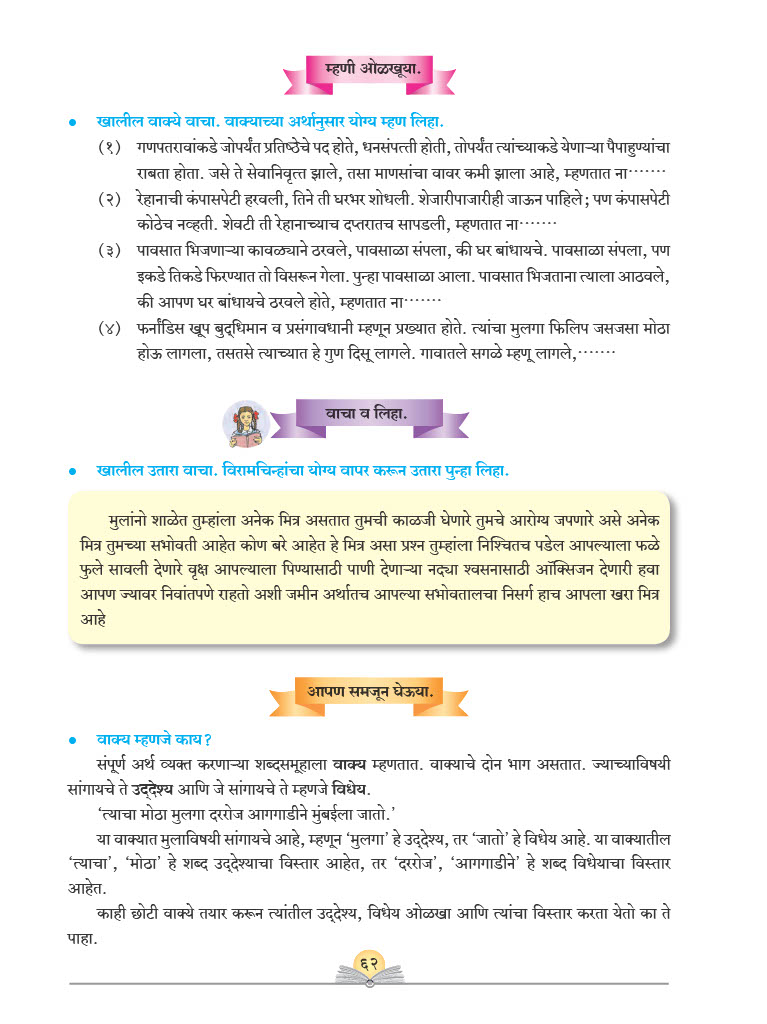 म्हणी ओळखूया.
• खालील वाक्ये वाचा. वाक्याच्या अर्थानुसार योग्य म्हण लिहा.
(१) गणपतरावांकडे जोपर्यंत प्रतिष्ठेचे पद होते, धनसंपत्ती होती, तोपर्यंत त्यांच्याकडे येणाऱ्या पैपाहुण्यांचा
राबता होता. जसे ते सेवानिवृत्त झाले, तसा माणसांचा वावर कमी झाला आहे, म्हणतात ना.......
(२) रेहानाची कंपासपेटी हरवली, तिने ती घरभर शोधली. शेजारीपाजारीही जाऊन पाहिले; पण कंपासपेटी
कोठेच नव्हती. शेवटी ती रेहानाच्याच दप्तरातच सापडली, म्हणतात ना.......
(३) पावसात भिजणाऱ्या कावळ्याने ठरवले, पावसाळा संपला, की घर बांधायचे. पावसाळा संपला, पण
इकडे तिकडे फिरण्यात तो विसरून गेला. पुन्हा पावसाळा आला. पावसात भिजताना त्याला आठवले,
की आपण घर बांधायचे ठरवले होते, म्हणतात ना.......
(४) फर्नांडिस खूप बुद्धिमान व प्रसंगावधानी म्हणून प्रख्यात होते. त्यांचा मुलगा फिलिप जसजसा मोठा
होऊ लागला, तसतसे त्याच्यात हे गुण दिसू लागले. गावातले सगळे म्हणू लागले,.......
वाचा व लिहा.
• खालील उतारा वाचा. विरामचिन्हांचा योग्य वापर करून उतारा पुन्हा लिहा.
मुलांनो शाळेत तुम्हांला अनेक मित्र असतात तुमची काळजी घेणारे तुमचे आरोग्य जपणारे असे अनेक
मित्र तुमच्या सभोवती आहेत कोण बरे आहेत हे मित्र असा प्रश्न तुम्हांला निश्चितच पडेल आपल्याला फळे
फुले सावली देणारे वृक्ष आपल्याला पिण्यासाठी पाणी देणाऱ्या नद्या श्वसनासाठी ऑक्सिजन देणारी हवा
आपण ज्यावर निवांतपणे राहतो अशी जमीन अर्थातच आपल्या सभोवतालचा निसर्ग हाच आपला खरा मित्र
आहे
आपण समजून घेऊया.
• वाक्य म्हणजे काय?
संपूर्ण अर्थ व्यक्त करणाऱ्या शब्दसमूहाला वाक्य म्हणतात. वाक्याचे दोन भाग असतात. ज्याच्याविषयी
सांगायचे ते उद्देश्य आणि जे सांगायचे ते म्हणजे विधेय.
‘त्याचा मोठा मुलगा दररोज आगगाडीने मुंबईला जातो.’
या वाक्यात मुलाविषयी सांगायचे आहे, म्हणून ‘मुलगा’ हे उद्देश्य, तर ‘जातो’ हे विधेय आहे. या वाक्यातील
‘त्याचा’, ‘मोठा’ हे शब्द उद्देश्याचा विस्तार आहेत, तर ‘दररोज’, ‘आगगाडीने’ हे शब्द विधेयाचा विस्तार
आहेत.
काही छोटी वाक्ये तयार करून त्यांतील उद्देश्य, विधेय ओळखा आणि त्यांचा विस्तार करता येतो का ते
पाहा.
६२